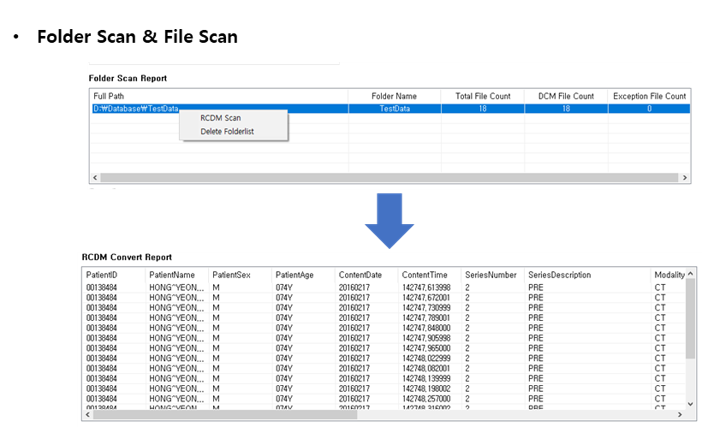 • Folder Scan & File Scan
Folder Scan Report
Full Path Folder Name Total File Count DCM File Count Exception File Count
D:₩Database₩TestData TestData 18 18 0
RCDM Scan
Delete Folderlist
RCDM Convert Report
PatientID PatientName PatientSex PatientAge ContentDate ContentTime SeriesNumber SeriesDescription Modality
00138484 HONG^YEON... M 074Y 20160217 142747,613998 2 PRE CT
00138484 HONG^YEON... M 074Y 20160217 142747,672001 2 PRE CT
00138484 HONG^YEON... M 074Y 20160217 142747,730999 2 PRE CT
00138484 HONG^YEON... M 074Y 20160217 142747,789001 2 PRE CT
00138484 HONG^YEON... M 074Y 20160217 142747,848000 2 PRE CT
00138484 HONG^YEON... M 074Y 20160217 142747,905998 2 PRE CT
00138484 HONG^YEON... M 074Y 20160217 142747,965000 2 PRE CT
00138484 HONG^YEON... M 074Y 20160217 142748,022999 2 PRE CT
00138484 HONG^YEON... M 074Y 20160217 142748,082001 2 PRE CT
00138484 HONG^YEON... M 074Y 20160217 142748,139999 2 PRE CT
00138484 HONG^YEON... M 074Y 20160217 142748,198002 2 PRE CT
00138484 HONG^YEON... M 074Y 20160217 142748,257000 2 PRE CT
00138484 HONG^YEON... M 074Y 20160217 142748,316002 2 PRE CT